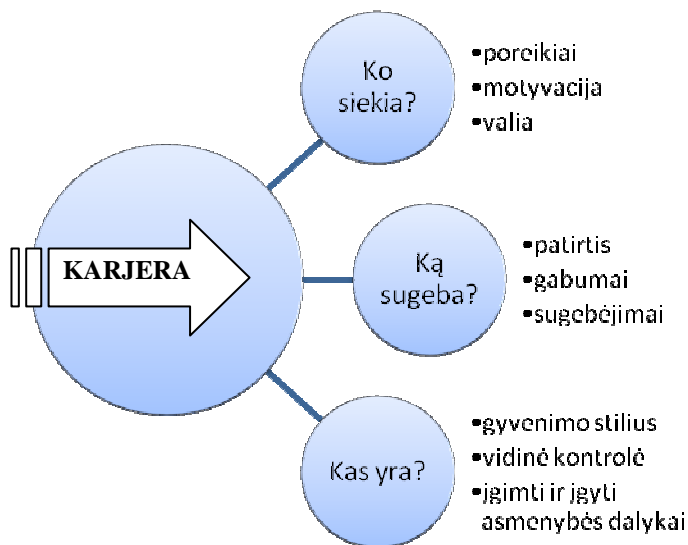 KARJERA
Ko
siekia?
•poreikiai
•motyvacija
•valia
Ką
sugeba?
•patirtis
•gabumai
•sugebėjimai
Kas yra?
•gyvenimo stilius
•vidinė kontrolė
•įgimti ir įgyti
asmenybės dalykai